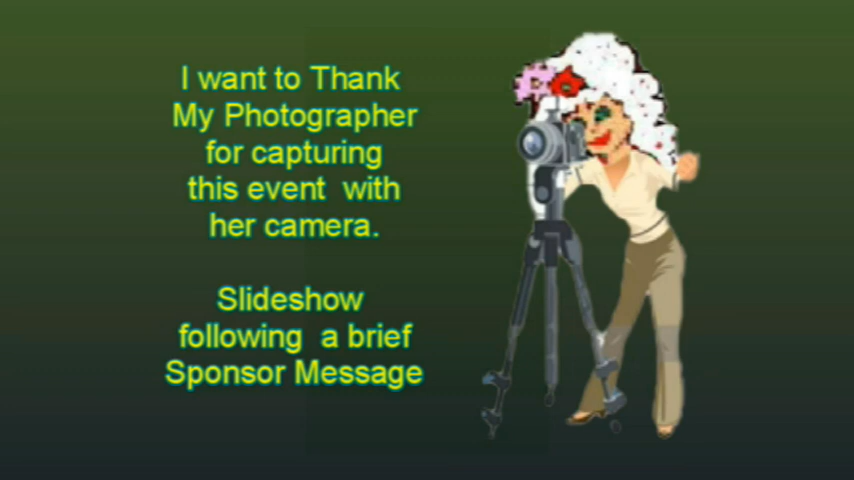 I want to Thank
My Photographer
for capturing
this event with
her camera.
Slideshow
following a brief
Sponsor Message